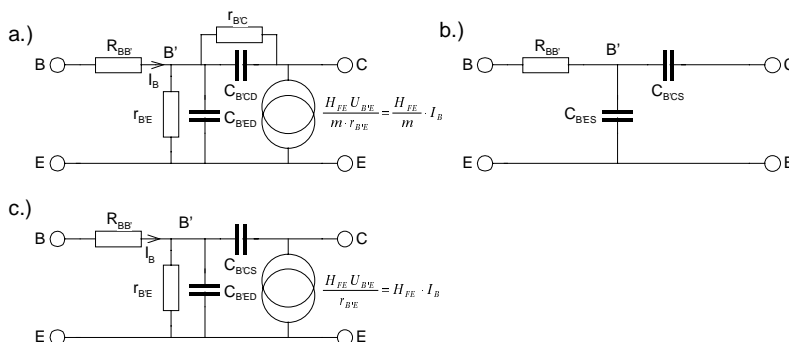 a.)
r_B'C
B
R_BB'
I_B
B'
C
r_B'E
C_B'ED
C_B'CD
H_FE U_B'E / m · r_B'E = H_FE / m · I_B
E
E
b.)
B
R_BB'
B'
C
C_B'CS
C_B'ES
E
E
c.)
B
R_BB'
I_B
B'
C
C_B'CS
r_B'E
C_B'ED
H_FE U_B'E / r_B'E = H_FE · I_B
E
E